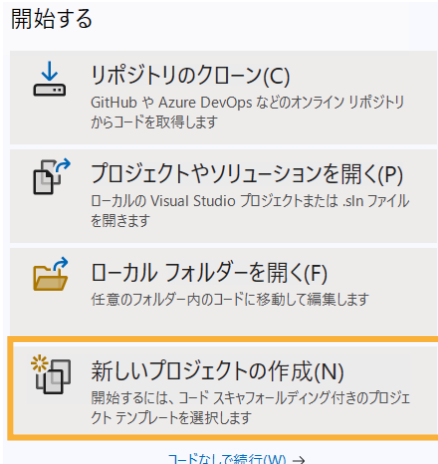 開始する
リポジトリのクローン(C)
GitHub や Azure DevOps などのオンライン リポジトリ
からコードを取得します
プロジェクトやソリューションを開く(P)
ローカルの Visual Studio プロジェクトまたは .sln ファイル
を開きます
ローカル フォルダーを開く(F)
任意のフォルダー内のコードに移動して編集します
新しいプロジェクトの作成(N)
開始するには、コード スキャフォールディング付きのプロジェ
クト テンプレートを選択します
コードなしで続行(W) →